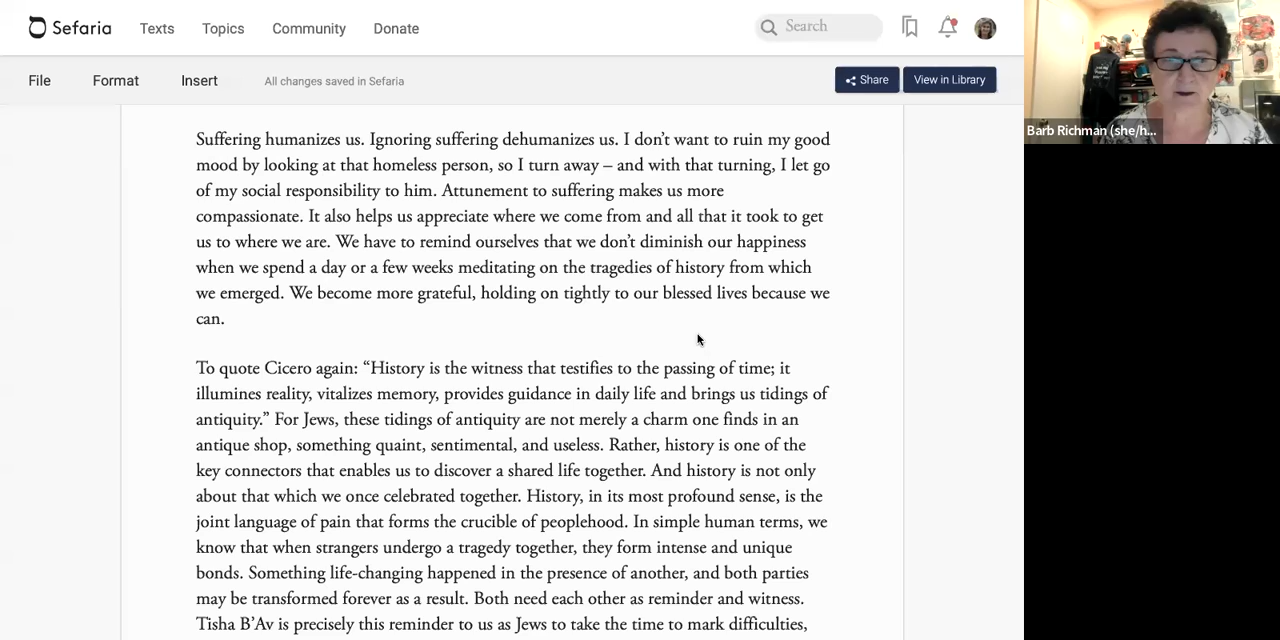 Sefaria Texts Topics Community Donate Search
File Format Insert All changes saved in Sefaria Share View in Library
Suffering humanizes us. Ignoring suffering dehumanizes us. I don’t want to ruin my good
mood by looking at that homeless person, so I turn away – and with that turning, I let go
of my social responsibility to him. Attunement to suffering makes us more
compassionate. It also helps us appreciate where we come from and all that it took to get
us to where we are. We have to remind ourselves that we don’t diminish our happiness
when we spend a day or a few weeks meditating on the tragedies of history from which
we emerged. We become more grateful, holding on tightly to our blessed lives because we
can.
To quote Cicero again: “History is the witness that testifies to the passing of time; it
illumines reality, vitalizes memory, provides guidance in daily life and brings us tidings of
antiquity.” For Jews, these tidings of antiquity are not merely a charm one finds in an
antique shop, something quaint, sentimental, and useless. Rather, history is one of the
key connectors that enables us to discover a shared life together. And history is not only
about that which we once celebrated together. History, in its most profound sense, is the
joint language of pain that forms the crucible of peoplehood. In simple human terms, we
know that when strangers undergo a tragedy together, they form intense and unique
bonds. Something life-changing happened in the presence of another, and both parties
may be transformed forever as a result. Both need each other as reminder and witness.
Tisha B’Av is precisely this reminder to us as Jews to take the time to mark difficulties,
Barb Richman (she/h...